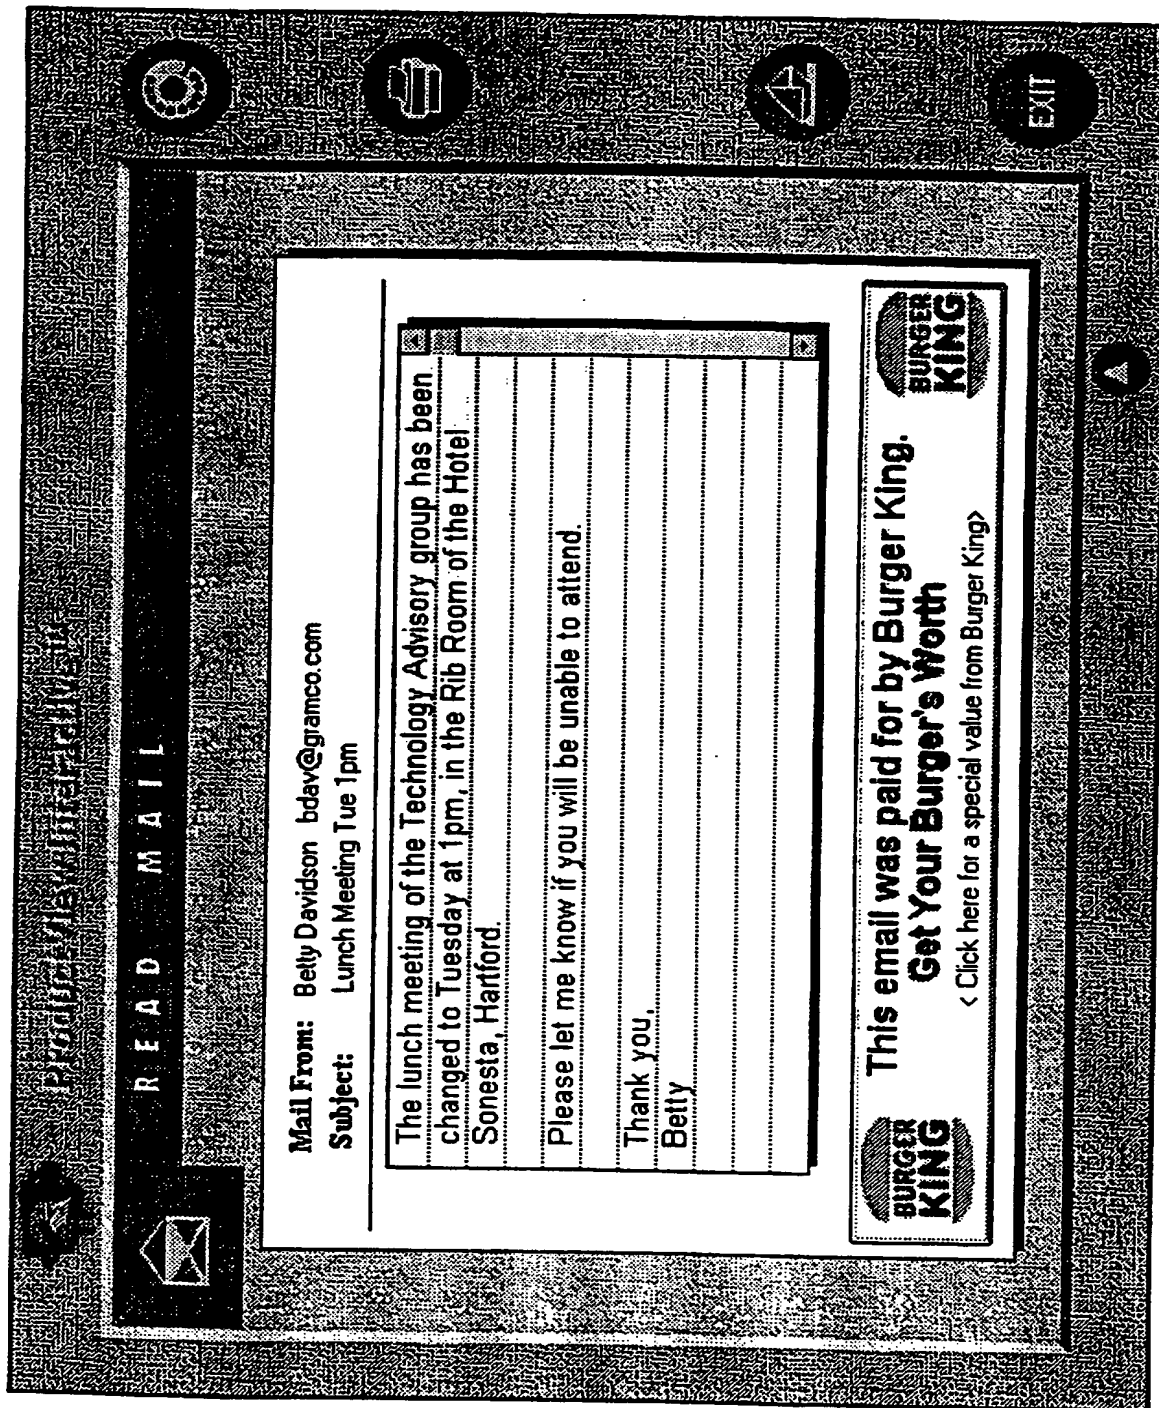 ProductView Interactive
READ MAIL
Mail From: Betty Davidson bdav@gramco.com
Subject: Lunch Meeting Tue 1pm
The lunch meeting of the Technology Advisory group has been
changed to Tuesday at 1pm, in the Rib Room of the Hotel
Sonesta, Hartford.
Please let me know if you will be unable to attend.
Thank you,
Betty
BURGER
KING
This email was paid for by Burger King.
Get Your Burger's Worth
< Click here for a special value from Burger King>
BURGER
KING
EXIT